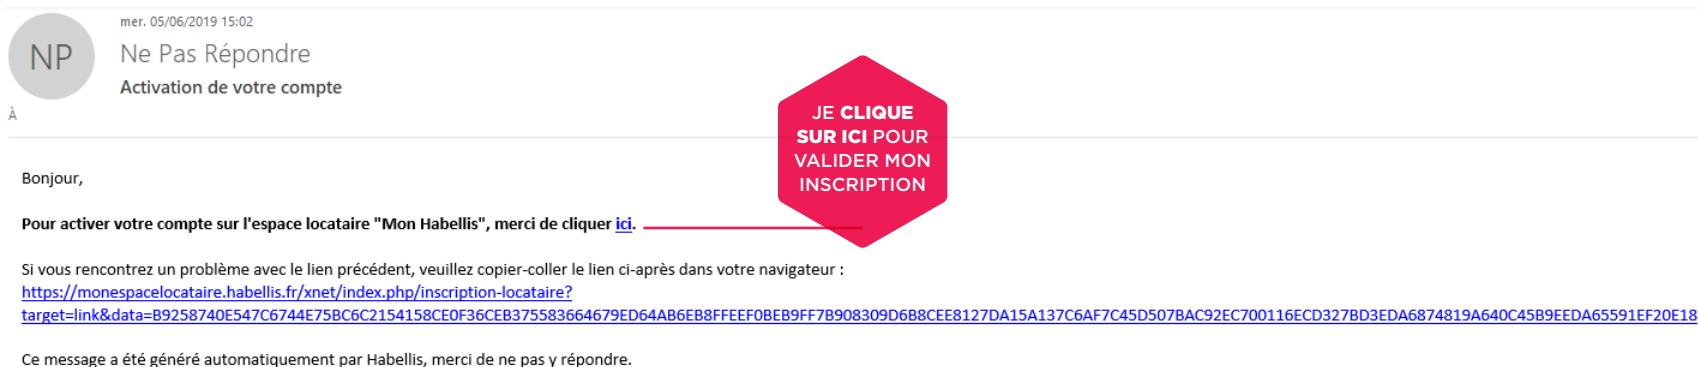 mer. 05/06/2019 15:02
NP
Ne Pas Répondre
Activation de votre compte
À
JE CLIQUE
SUR ICI POUR
VALIDER MON
INSCRIPTION
Bonjour,
Pour activer votre compte sur l'espace locataire "Mon Habellis", merci de cliquer ici.
Si vous rencontrez un problème avec le lien précédent, veuillez copier-coller le lien ci-après dans votre navigateur :
https://monespacelocataire.habellis.fr/xnet/index.php/inscription-locataire?
target=link&data=B9258740E547C6744E75BC6C2154158CE0F36CEB375583664679ED64AB6EB8FFEEF0BEB9FF7B908309D6B8CEE8127DA15A137C6AF7C45D507BAC92EC700116ECD327BD3EDA6874819A640C45B9EEDA65591EF20E18
Ce message a été généré automatiquement par Habellis, merci de ne pas y répondre.